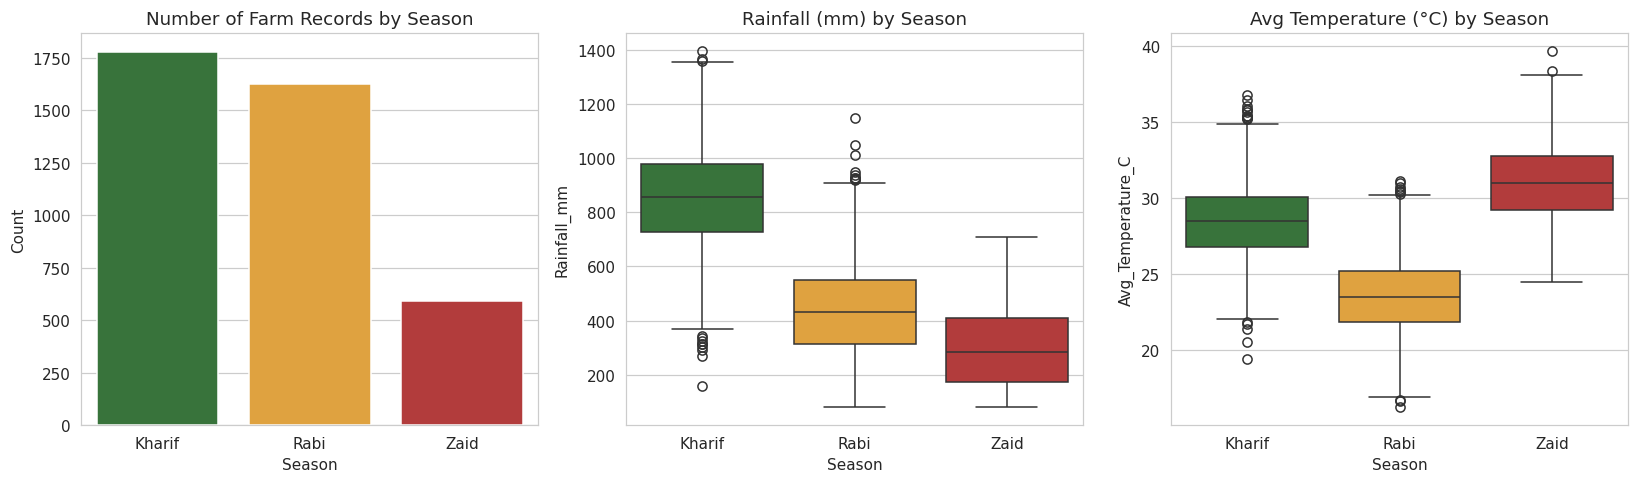 Number of Farm Records by Season
Count
1750
1500
1250
1000
750
500
250
0
Kharif
Rabi
Zaid
Season
Rainfall (mm) by Season
Rainfall_mm
1400
1200
1000
800
600
400
200
Kharif
Rabi
Zaid
Season
Avg Temperature (°C) by Season
Avg_Temperature_C
40
35
30
25
20
Kharif
Rabi
Zaid
Season